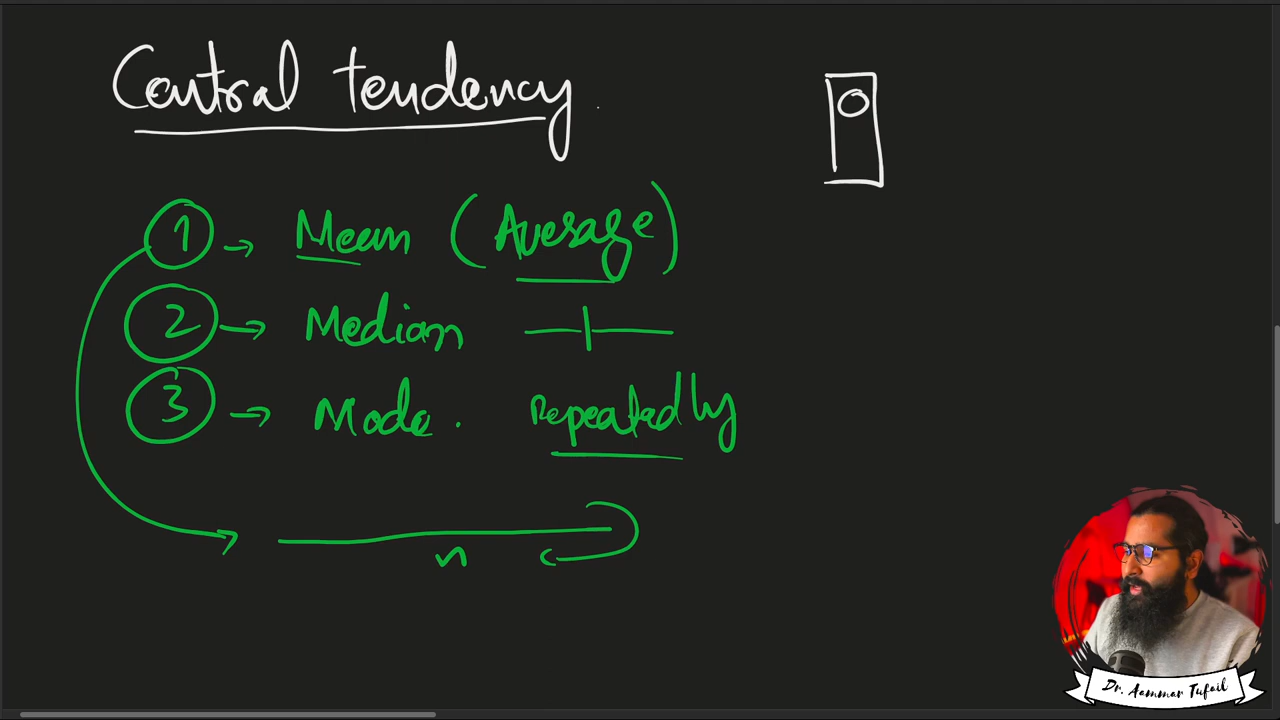 Central tendency
1 → Mean (Average)
2 → Median
3 → Mode. Repeatedly
n
Dr. Aammar Tufail